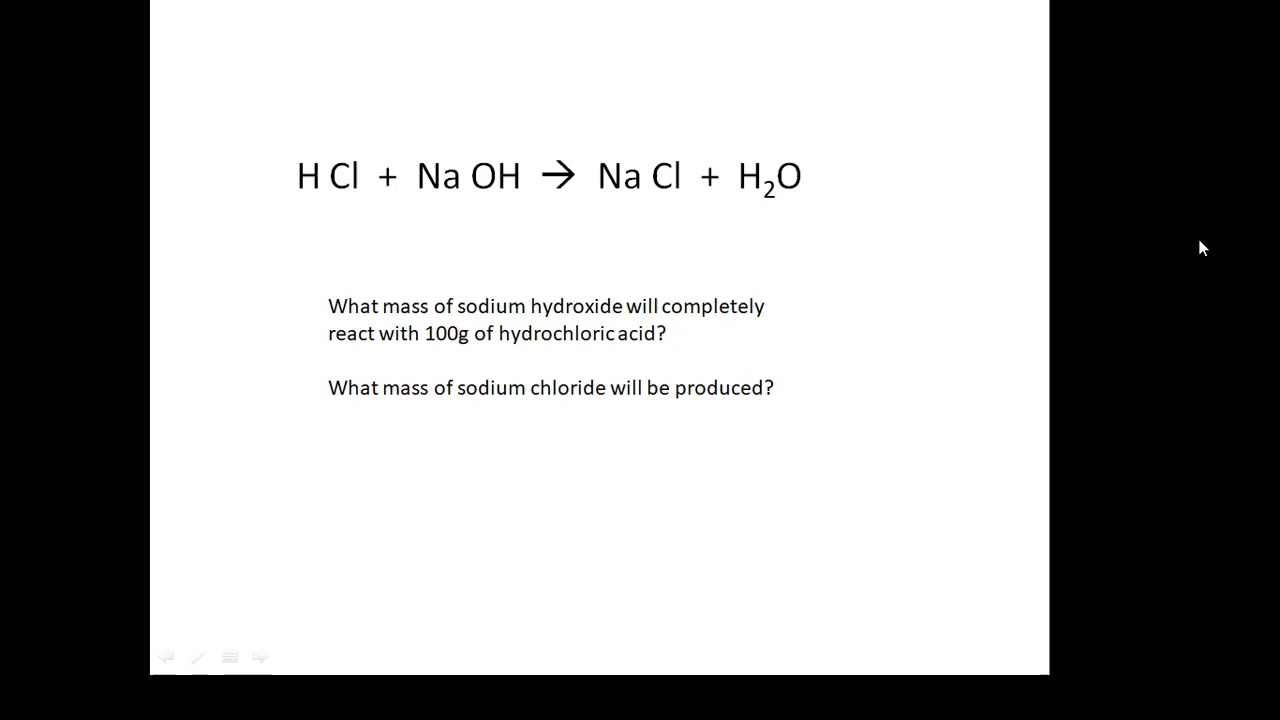 H Cl + Na OH → Na Cl + H₂O
What mass of sodium hydroxide will completely
react with 100g of hydrochloric acid?
What mass of sodium chloride will be produced?